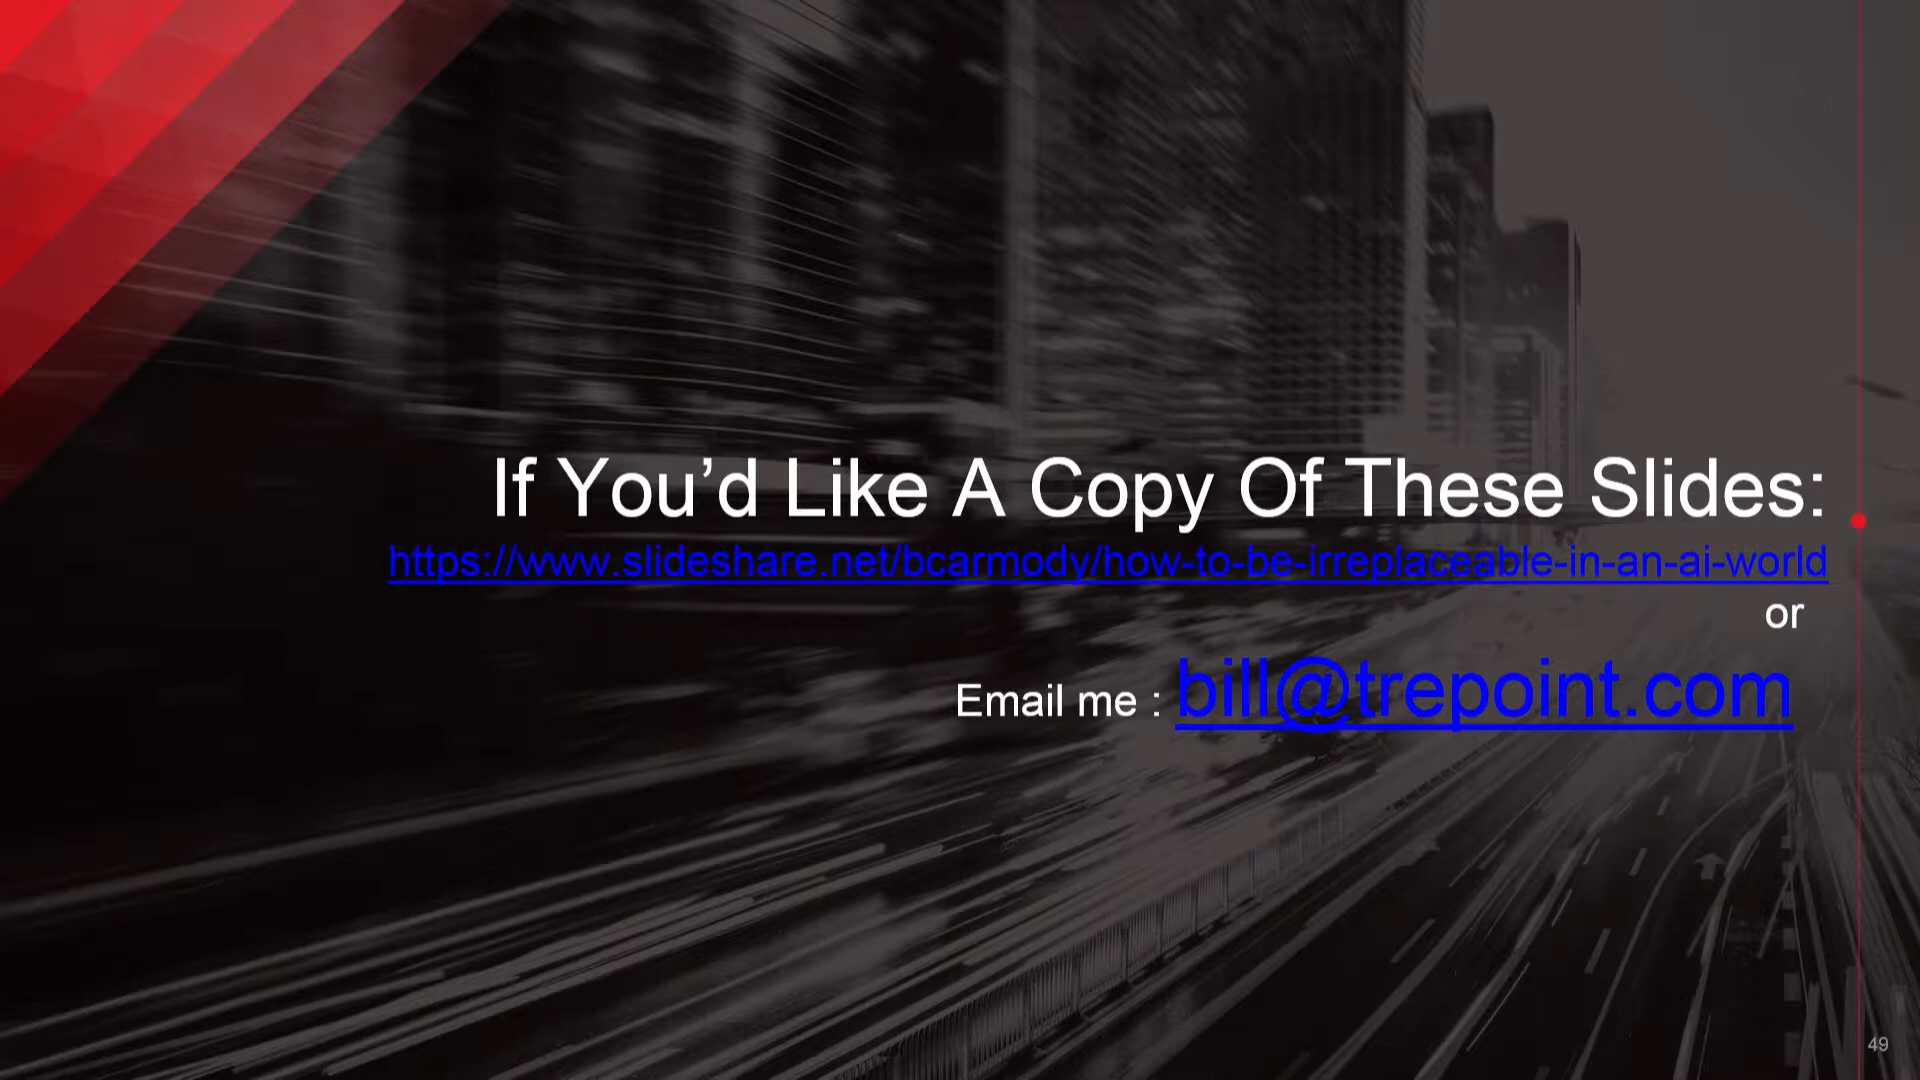 If You’d Like A Copy Of These Slides:
https://www.slideshare.net/bcarmody/how-to-be-irreplaceable-in-an-ai-world
or
Email me : bill@trepoint.com
49